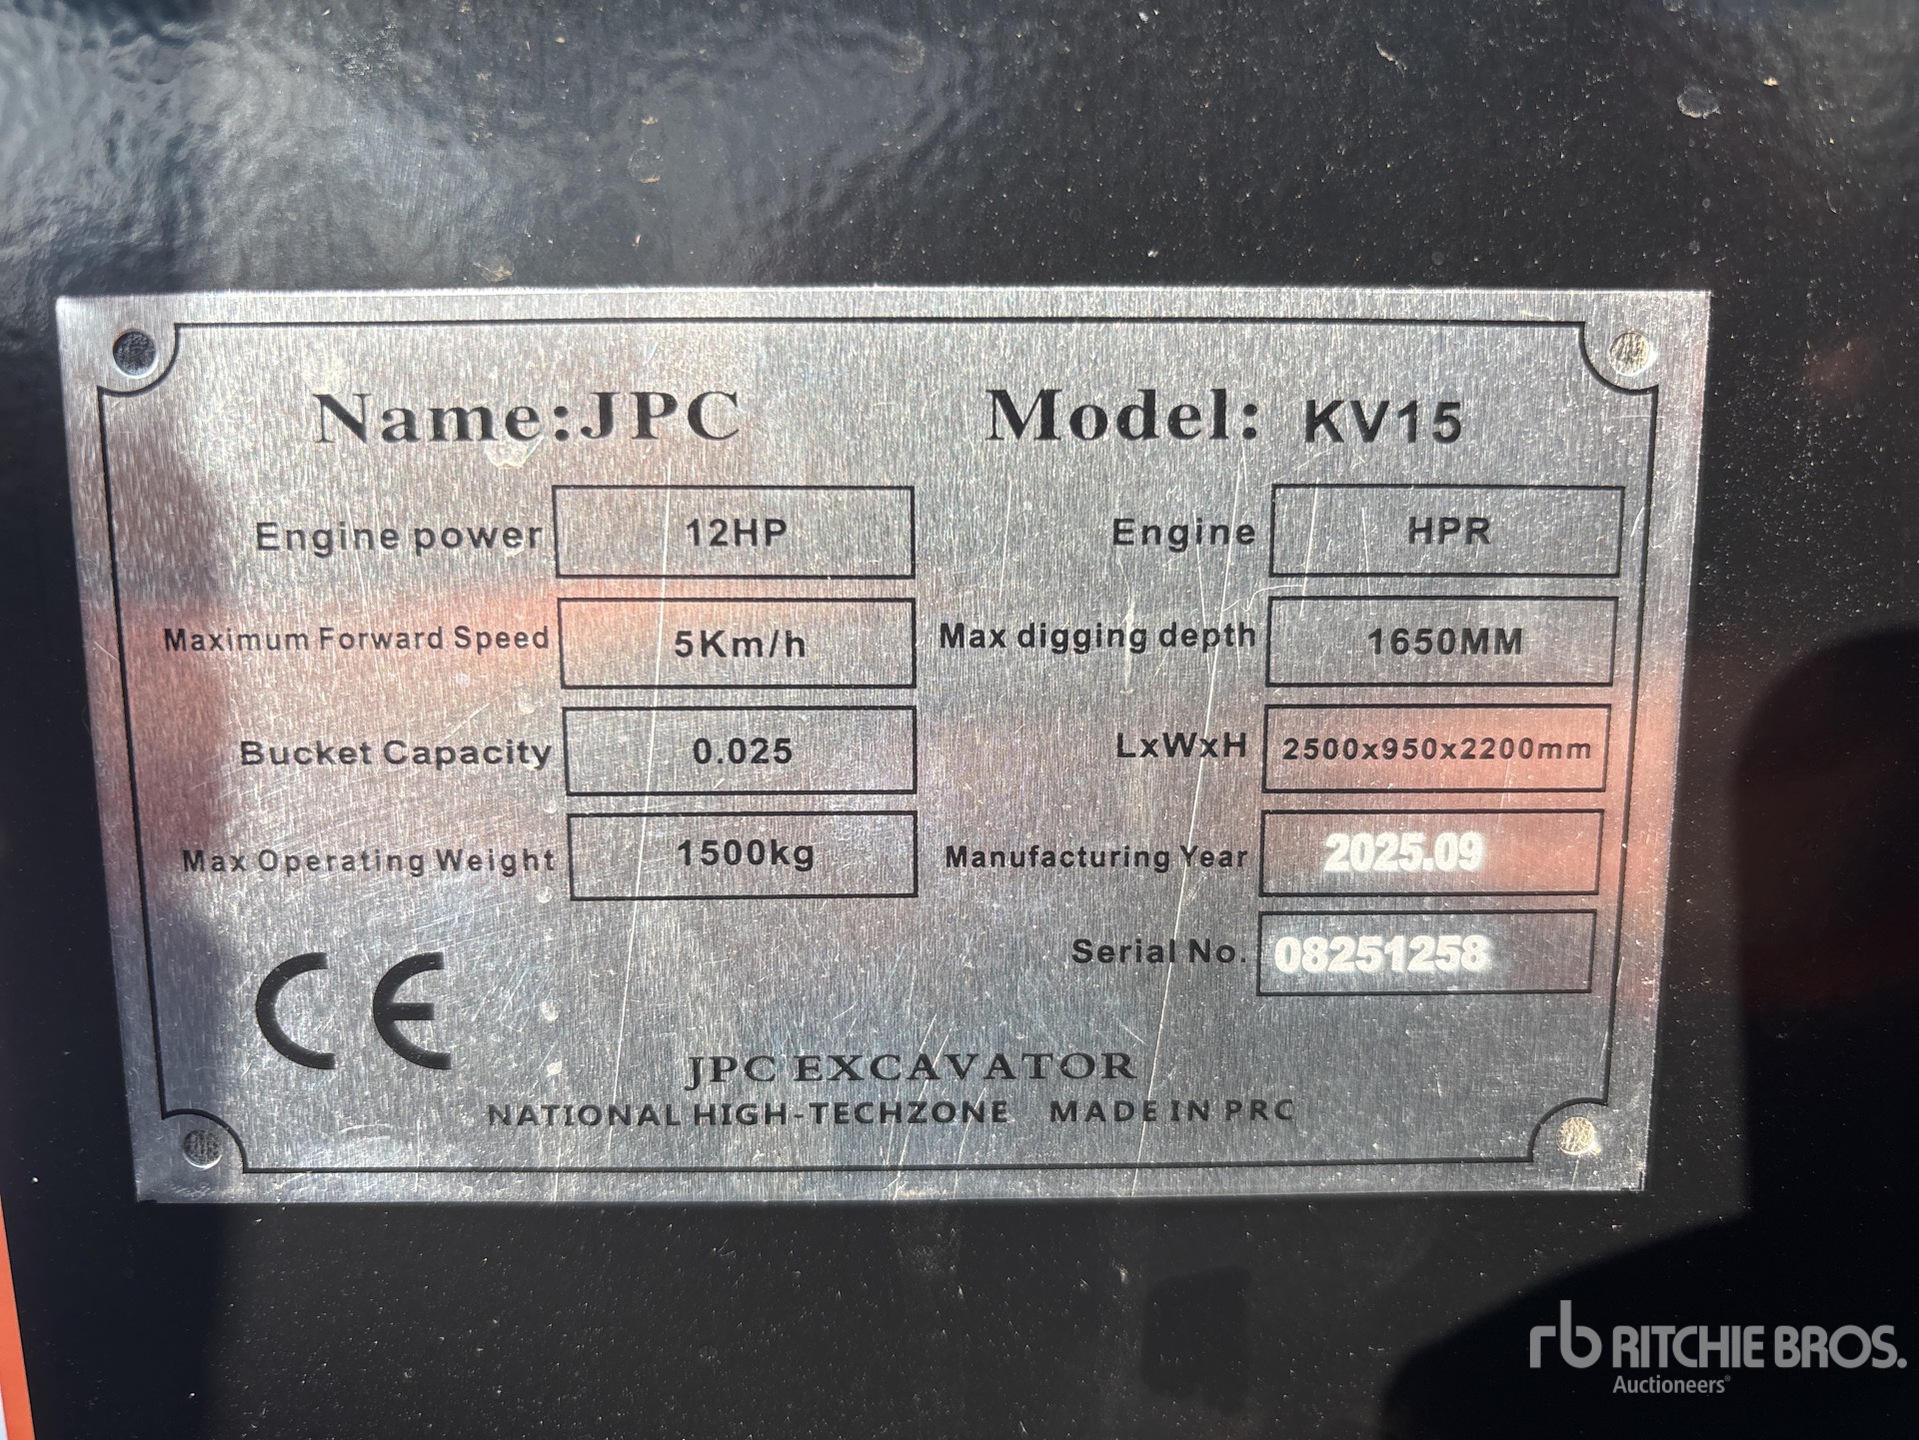 Name:JPC Model: KV15
Engine power 12HP Engine HPR
Maximum Forward Speed 5Km/h Max digging depth 1650MM
Bucket Capacity 0.025 LxWxH 2500x950x2200mm
Max Operating Weight 1500kg Manufacturing Year 2025.09
Serial No. 08251258
CE
JPC EXCAVATOR
NATIONAL HIGH-TECHZONE MADE IN PRC
rb RITCHIE BROS.
Auctioneers®